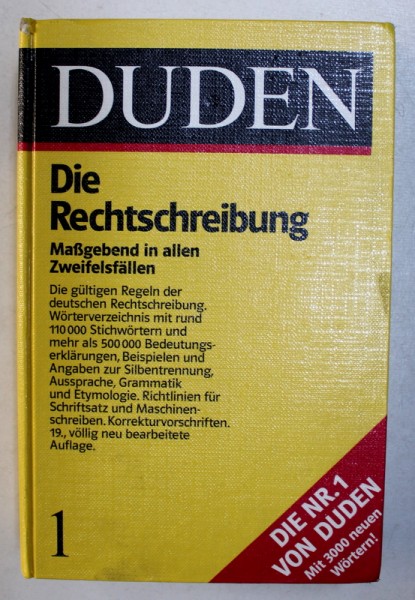 DUDEN
Die
Rechtschreibung
Maßgebend in allen
Zweifelsfällen
Die gültigen Regeln der
deutschen Rechtschreibung.
Wörterverzeichnis mit rund
110 000 Stichwörtern und
mehr als 500 000 Bedeutungs-
erklärungen, Beispielen und
Angaben zur Silbentrennung,
Aussprache, Grammatik
und Etymologie. Richtlinien für
Schriftsatz und Maschinen-
schreiben. Korrekturvorschriften.
19., völlig neu bearbeitete
Auflage.
1
DIE NR. 1
VON DUDEN
Mit 3000 neuen
Wörtern!